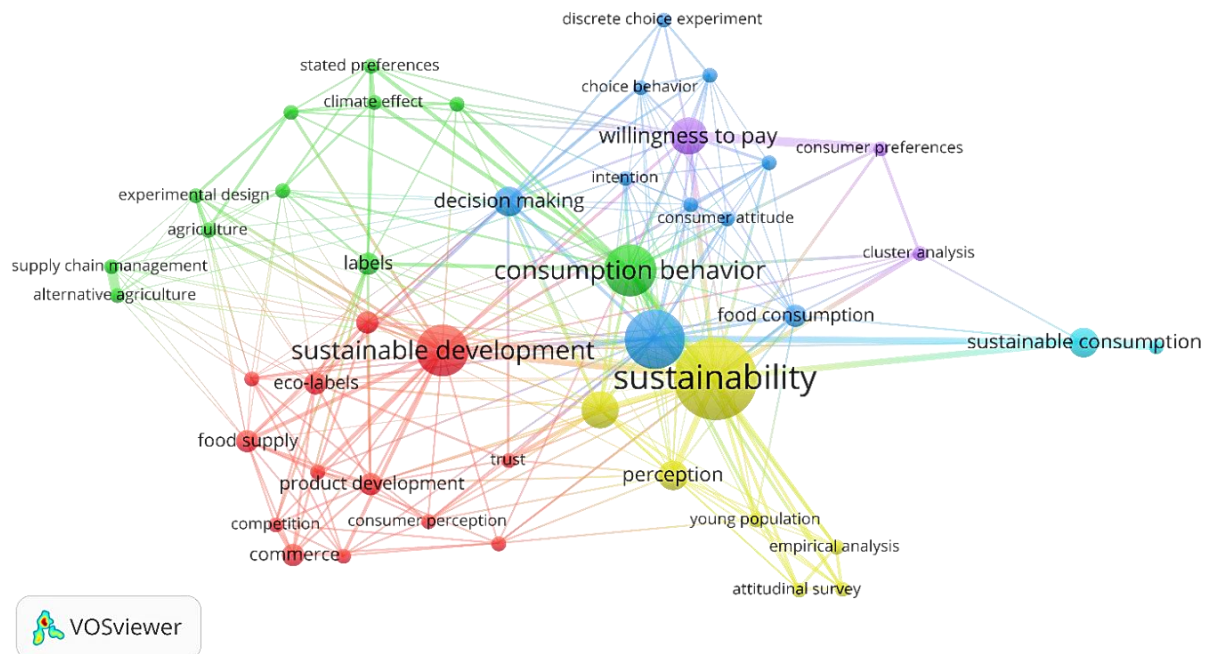 discrete choice experiment
stated preferences
choice behavior
climate effect
willingness to pay
consumer preferences
intention
experimental design
decision making
consumer attitude
agriculture
cluster analysis
supply chain management
labels
consumption behavior
alternative agriculture
food consumption
sustainable consumption
sustainable development
sustainability
eco-labels
food supply
trust
perception
product development
competition
consumer perception
young population
commerce
empirical analysis
attitudinal survey
VOSviewer